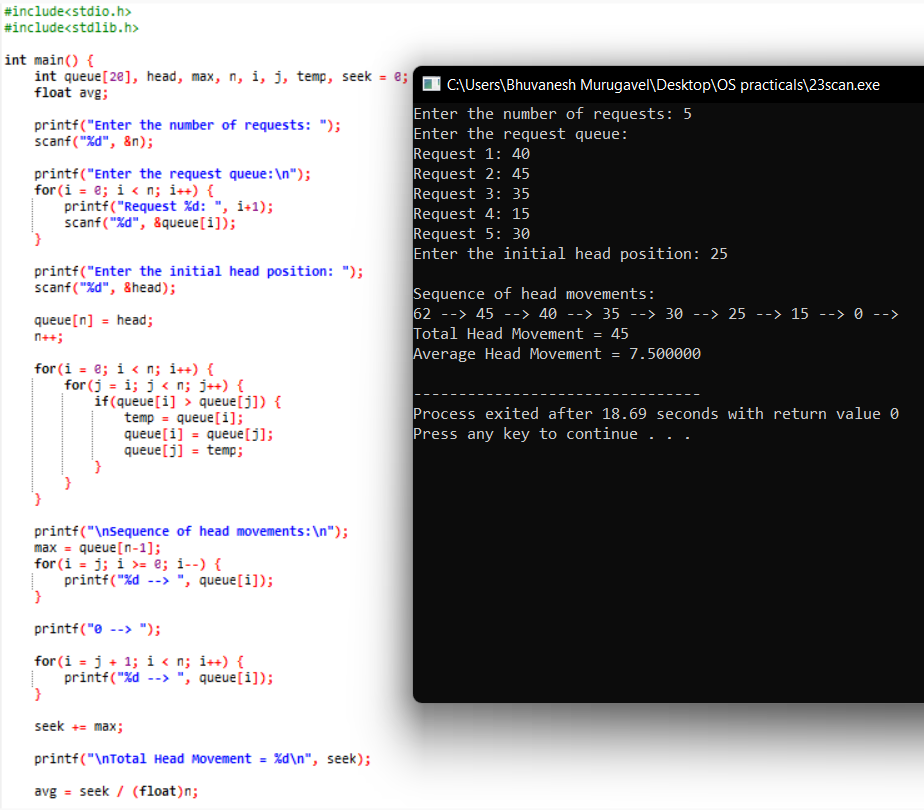 #include<stdio.h>
#include<stdlib.h>
int main() {
int queue[20], head, max, n, i, j, temp, seek = 0;
float avg;
printf("Enter the number of requests: ");
scanf("%d", &n);
printf("Enter the request queue:\n");
for(i = 0; i < n; i++) {
printf("Request %d: ", i+1);
scanf("%d", &queue[i]);
}
printf("Enter the initial head position: ");
scanf("%d", &head);
queue[n] = head;
n++;
for(i = 0; i < n; i++) {
for(j = i; j < n; j++) {
if(queue[i] > queue[j]) {
temp = queue[i];
queue[i] = queue[j];
queue[j] = temp;
}
}
}
printf("\nSequence of head movements:\n");
max = queue[n-1];
for(i = j; i >= 0; i--) {
printf("%d --> ", queue[i]);
}
printf("0 --> ");
for(i = j + 1; i < n; i++) {
printf("%d --> ", queue[i]);
}
seek += max;
printf("\nTotal Head Movement = %d\n", seek);
avg = seek / (float)n;
C:\Users\Bhuvanesh Murugavel\Desktop\OS practicals\23scan.exe
Enter the number of requests: 5
Enter the request queue:
Request 1: 40
Request 2: 45
Request 3: 35
Request 4: 15
Request 5: 30
Enter the initial head position: 25
Sequence of head movements:
62 --> 45 --> 40 --> 35 --> 30 --> 25 --> 15 --> 0 -->
Total Head Movement = 45
Average Head Movement = 7.500000
--------------------------------
Process exited after 18.69 seconds with return value 0
Press any key to continue . . .